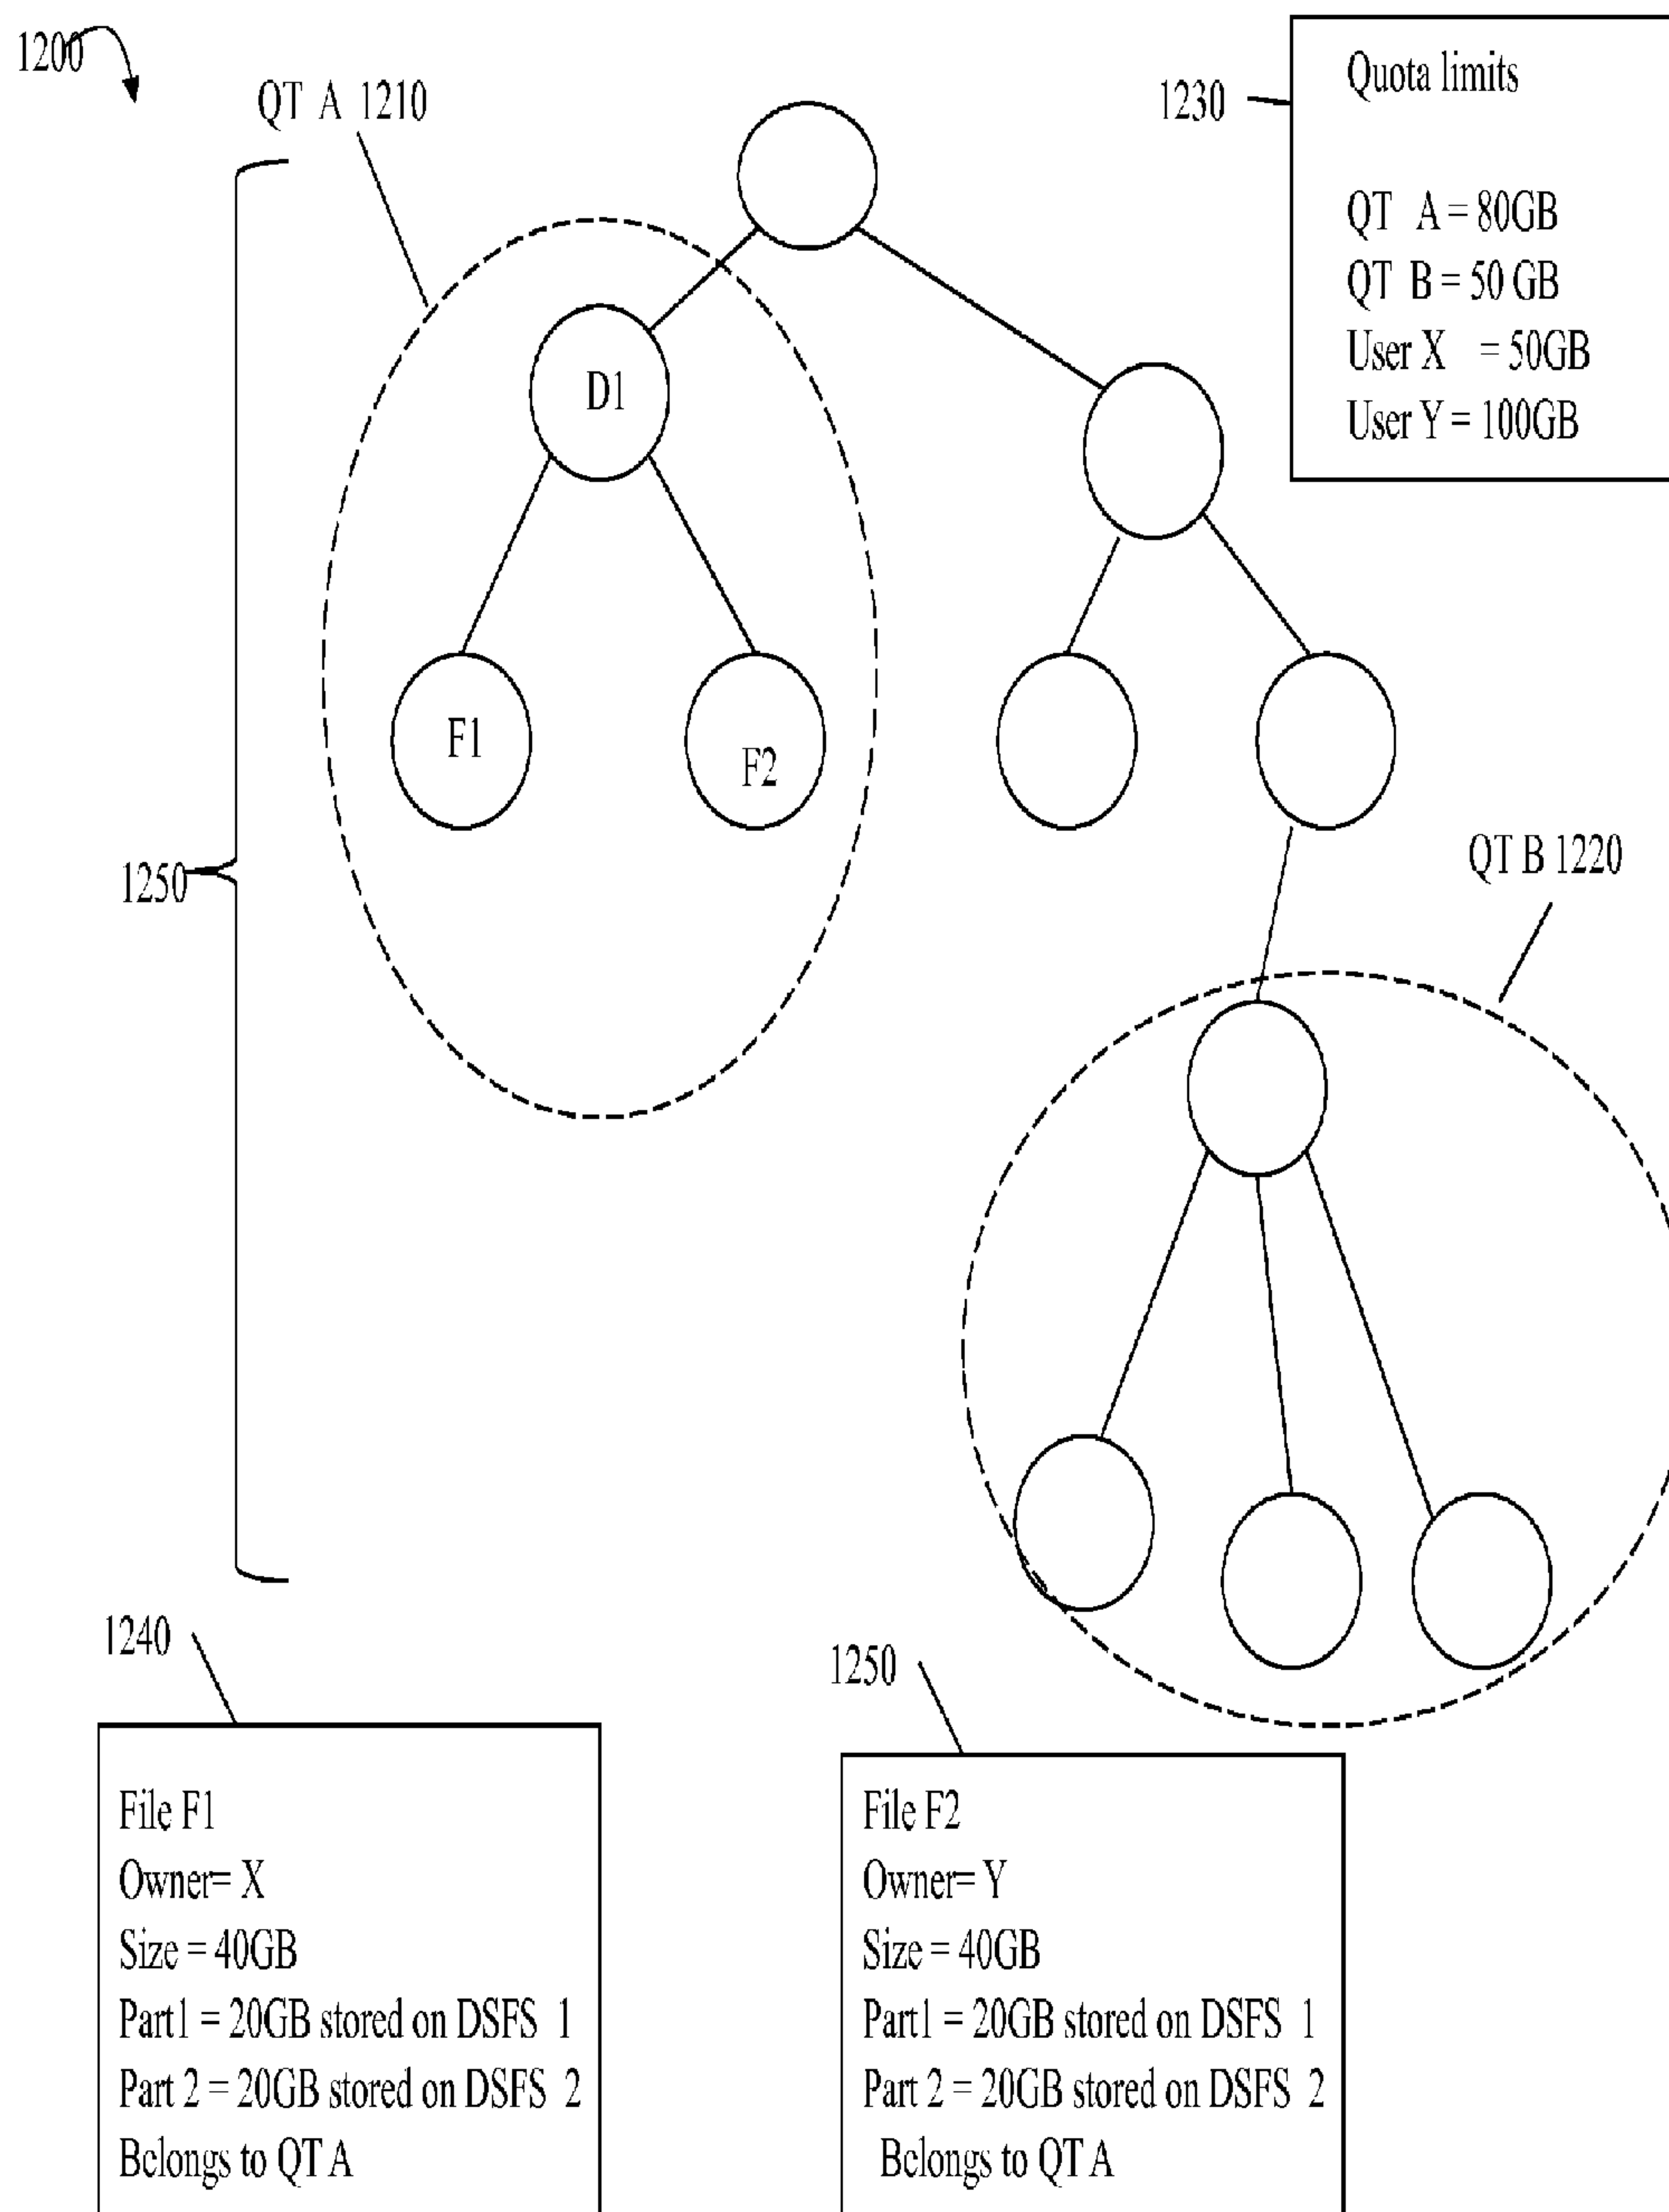 1200
QT A 1210
1230
Quota limits
QT A = 80GB
QT B = 50 GB
User X = 50GB
User Y = 100GB
D1
F1
F2
1250
QT B 1220
1240
File F1
Owner= X
Size = 40GB
Part1 = 20GB stored on DSFS 1
Part 2 = 20GB stored on DSFS 2
Belongs to QT A
1250
File F2
Owner= Y
Size = 40GB
Part1 = 20GB stored on DSFS 1
Part 2 = 20GB stored on DSFS 2
Belongs to QT A